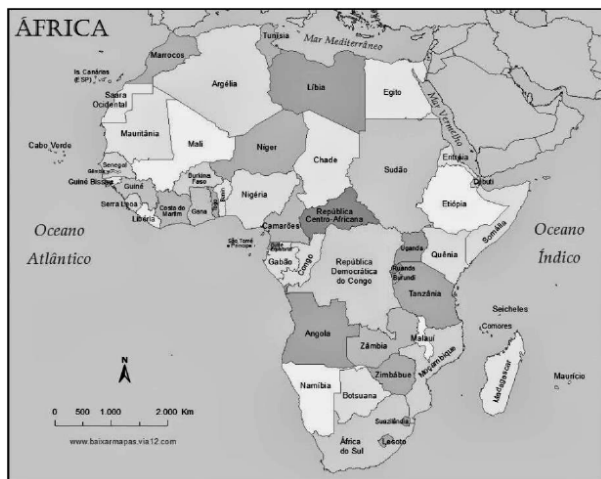 ÁFRICA
Tunísia
Mar Mediterrâneo
Marrocos
Is. Canárias
(ESP)
Argélia
Líbia
Egito
Saara
Ocidental
Mar Vermelho
Mauritânia
Mali
Níger
Chade
Sudão
Cabo Verde
Senegal
Guiné Bissau
Guiné
Burkina
Faso
Nigéria
Djibuti
Etiópia
Somália
Serra Leoa
Libéria
Costa do
Marfim
Gana
Camarões
República
Centro-Africana
Oceano
Atlântico
Oceano
Índico
São Tomé
e Príncipe
Gabão
Congo
República
Democrática
do Congo
Uganda
Quênia
Ruanda
Burundi
Tanzânia
Seicheles
Comores
Angola
Zâmbia
Malauí
Moçambique
Madagascar
Maurício
Zimbábue
Namíbia
Botsuana
Suazilândia
Lesoto
África
do Sul
N
0 500 1 000 2 000 Km
www.baixarmapas.via12.com